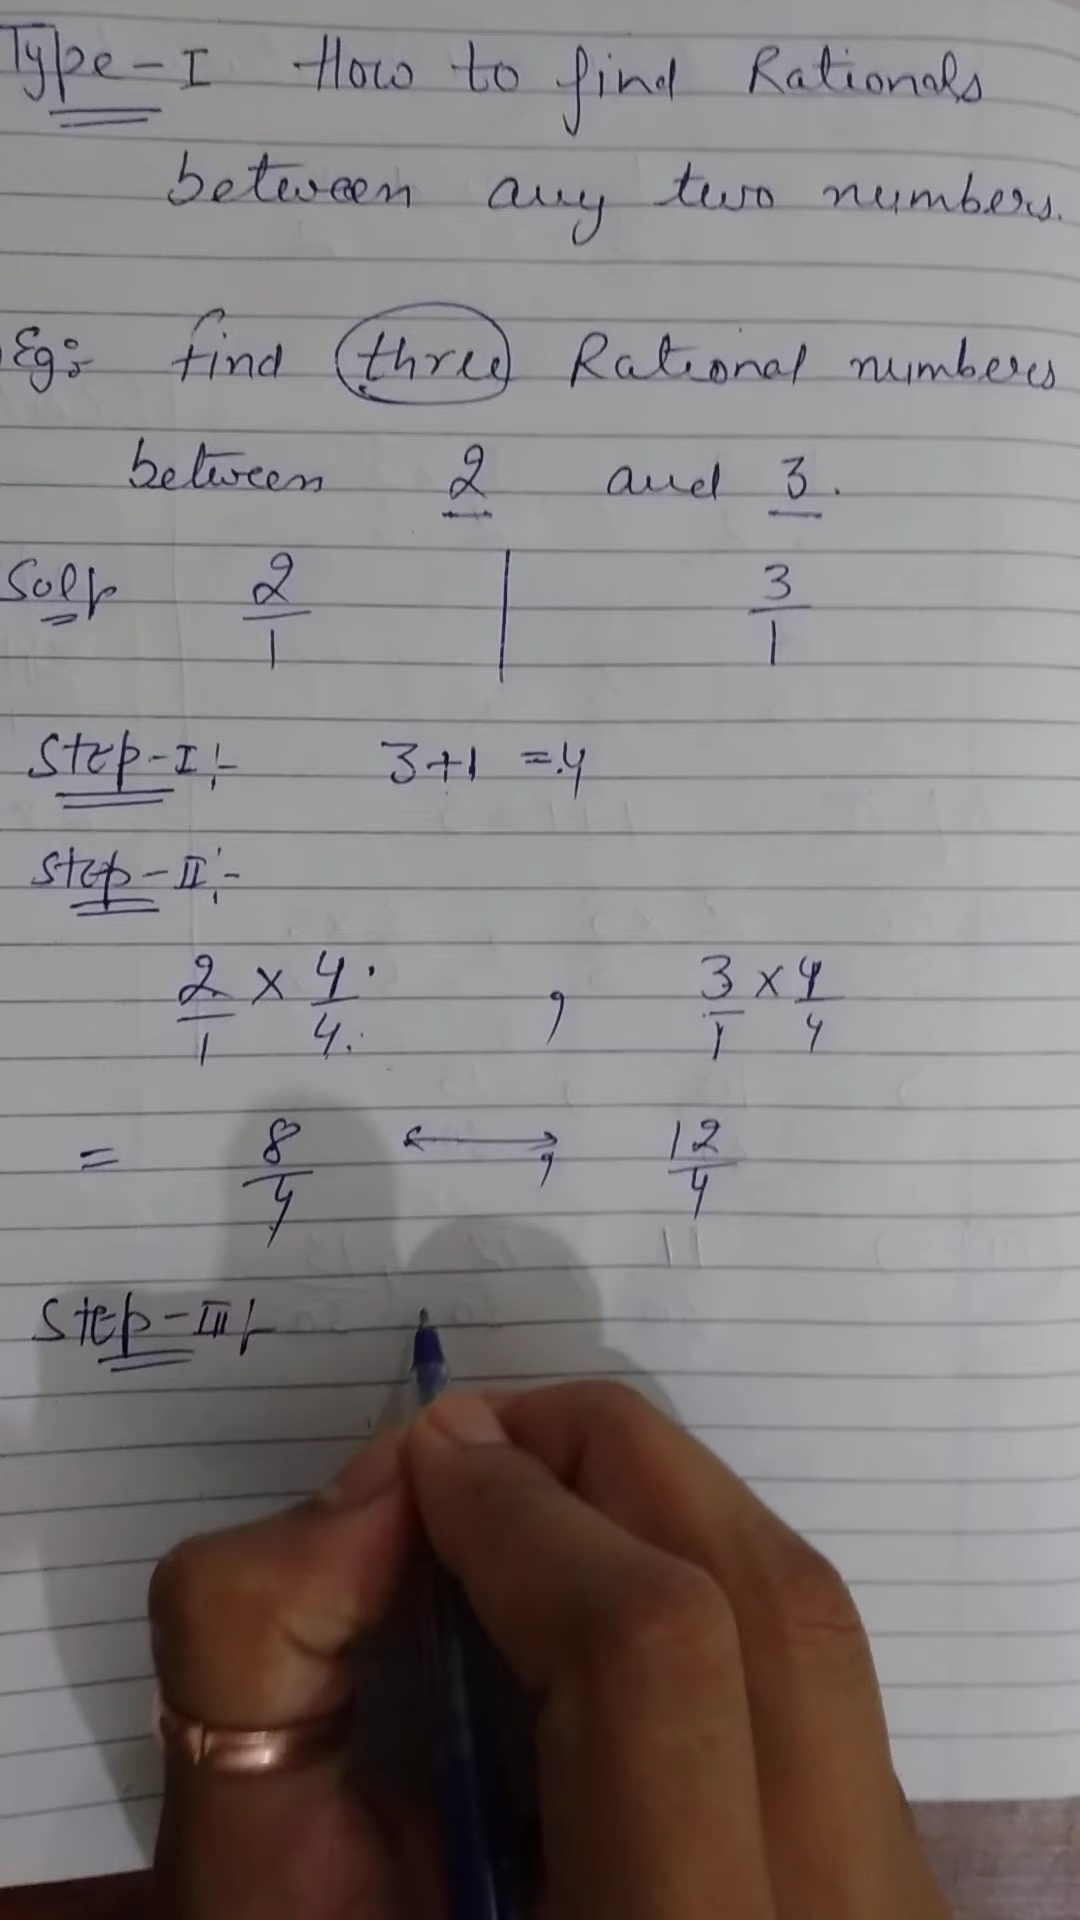 Type-I How to find Rationals
between any two numbers.
Eg:- find three Rational numbers
between 2 and 3.
Soln 2/1 | 3/1
Step-I:- 3+1 = 4
Step-II:-
2/1 × 4/4 , 3/1 × 4/4
= 8/4 ↔ , 12/4
Step-III:-